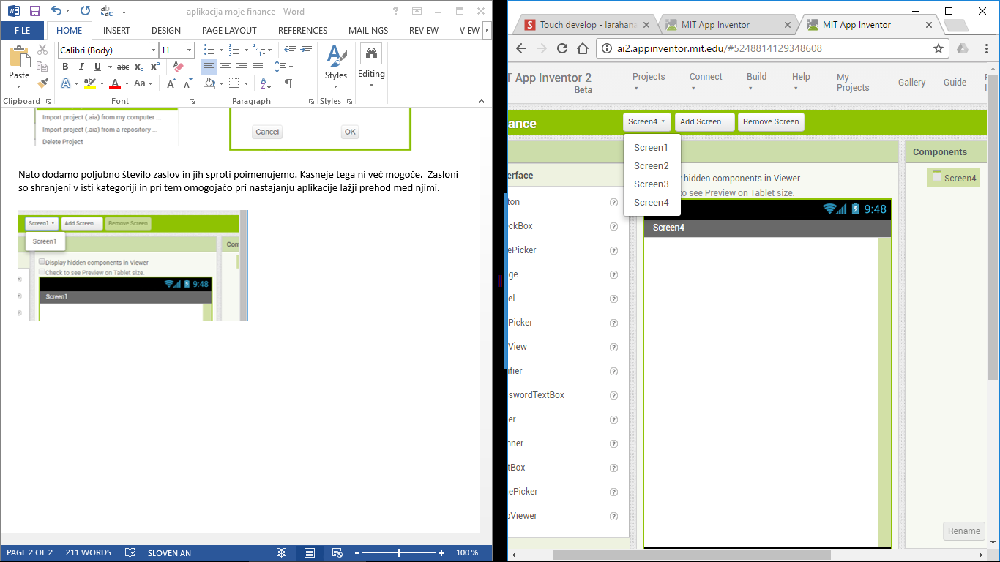 aplikacija moje finance - Word
FILE HOME INSERT DESIGN PAGE LAYOUT REFERENCES MAILINGS REVIEW VIEW
Paste
Calibri (Body) 11
B I U abc x₂ x²
Aa A A
Styles
Editing
Clipboard Font Paragraph Styles
Import project (.aia) from my computer ...
Import project (.aia) from a repository ...
Delete Project
Cancel OK
Nato dodamo poljubno število zaslov in jih sproti poimenujemo. Kasneje tega ni več mogoče.  Zasloni
so shranjeni v isti kategoriji in pri tem omogojačo pri nastajanju aplikacije lažji prehod med njimi.
Screen1 Add Screen ... Remove Screen
Screen1
Com
Display hidden components in Viewer
Check to see Preview on Tablet size.
9:48
Screen1
PAGE 2 OF 2 211 WORDS SLOVENIAN 100 %
Touch develop - larahana
MIT App Inventor
MIT App Inventor
ai2.appinventor.mit.edu/#5248814129348608
T App Inventor 2
Beta
Projects Connect Build Help My Projects Gallery Guide
ance Screen4 Add Screen ... Remove Screen
Screen1
Screen2
Screen3
Screen4
Components
Screen4
erface
y hidden components in Viewer
to see Preview on Tablet size.
9:48
Screen4
ton
eckBox
ePicker
ge
el
Picker
View
ifier
swordTextBox
er
nner
tBox
ePicker
oViewer
Rename